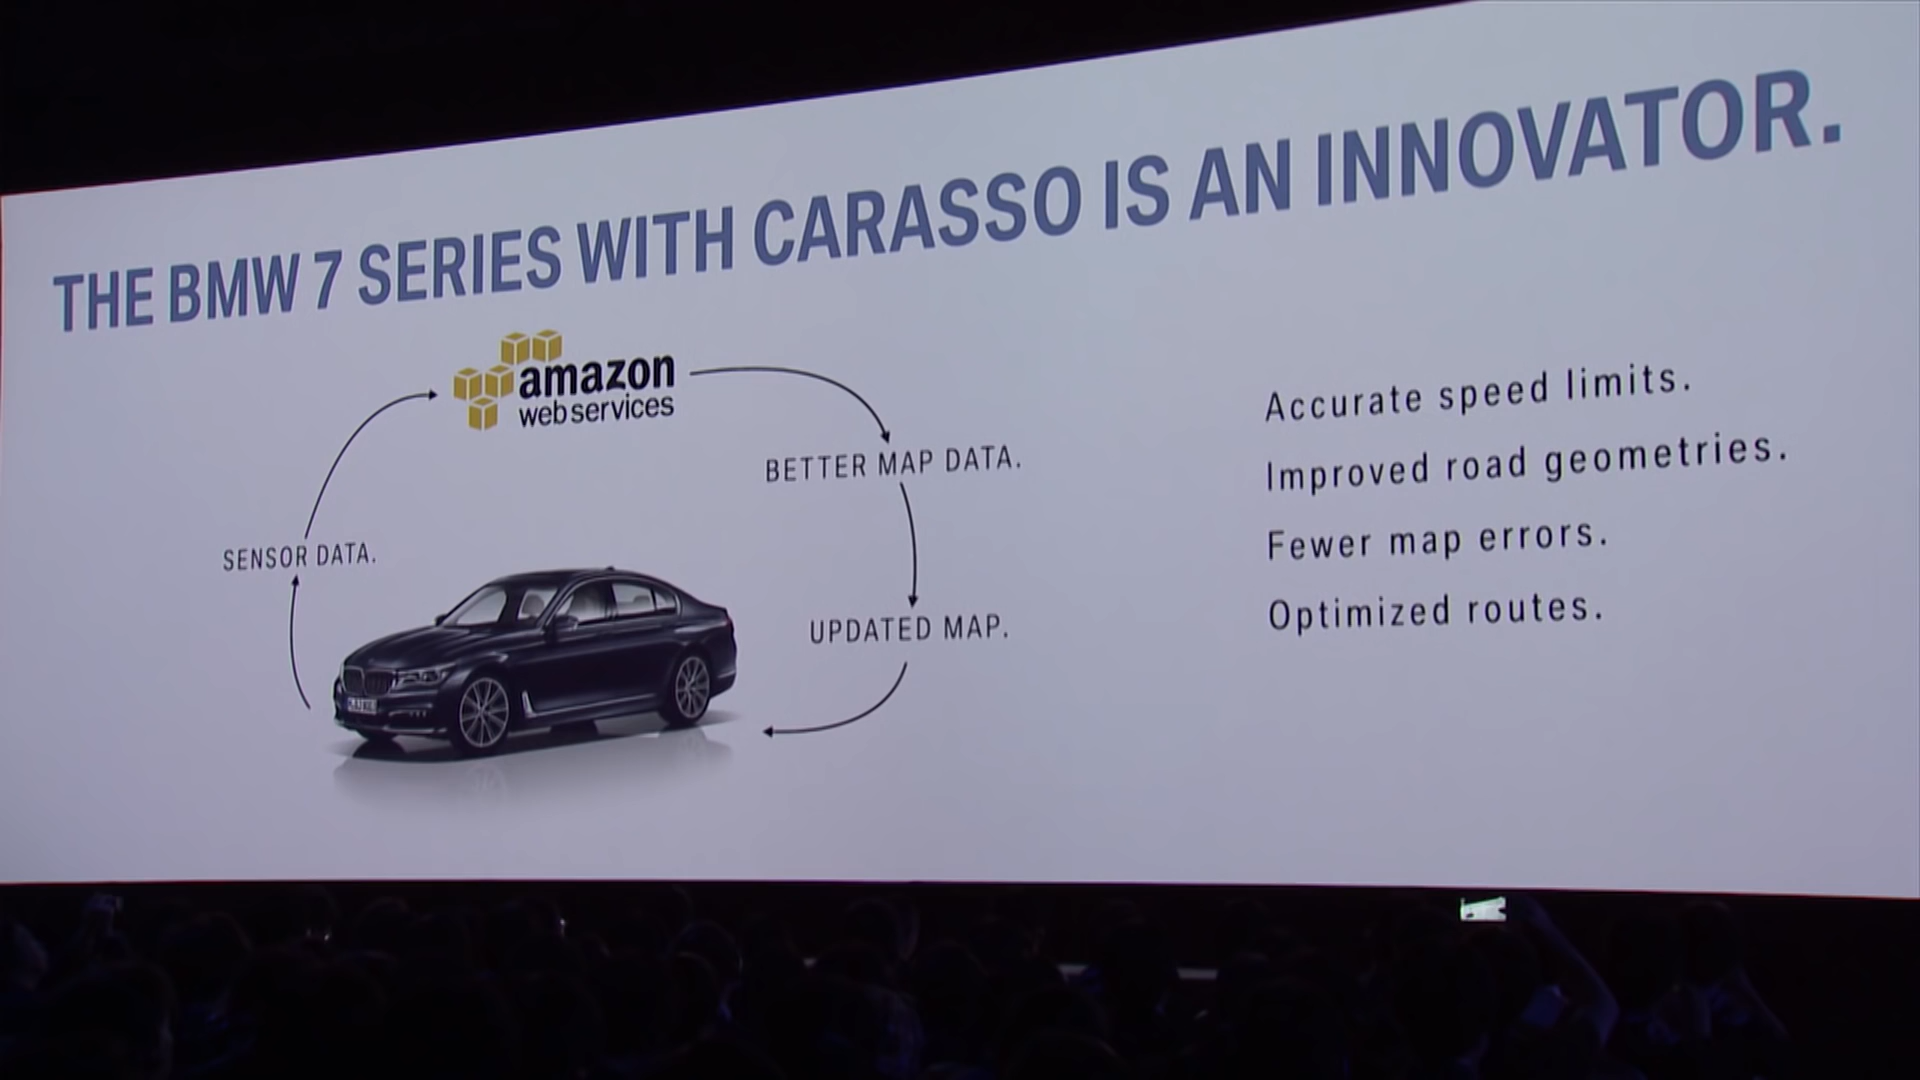 THE BMW 7 SERIES WITH CARASSO IS AN INNOVATOR.
amazon
web services
BETTER MAP DATA.
SENSOR DATA.
UPDATED MAP.
Accurate speed limits.
Improved road geometries.
Fewer map errors.
Optimized routes.